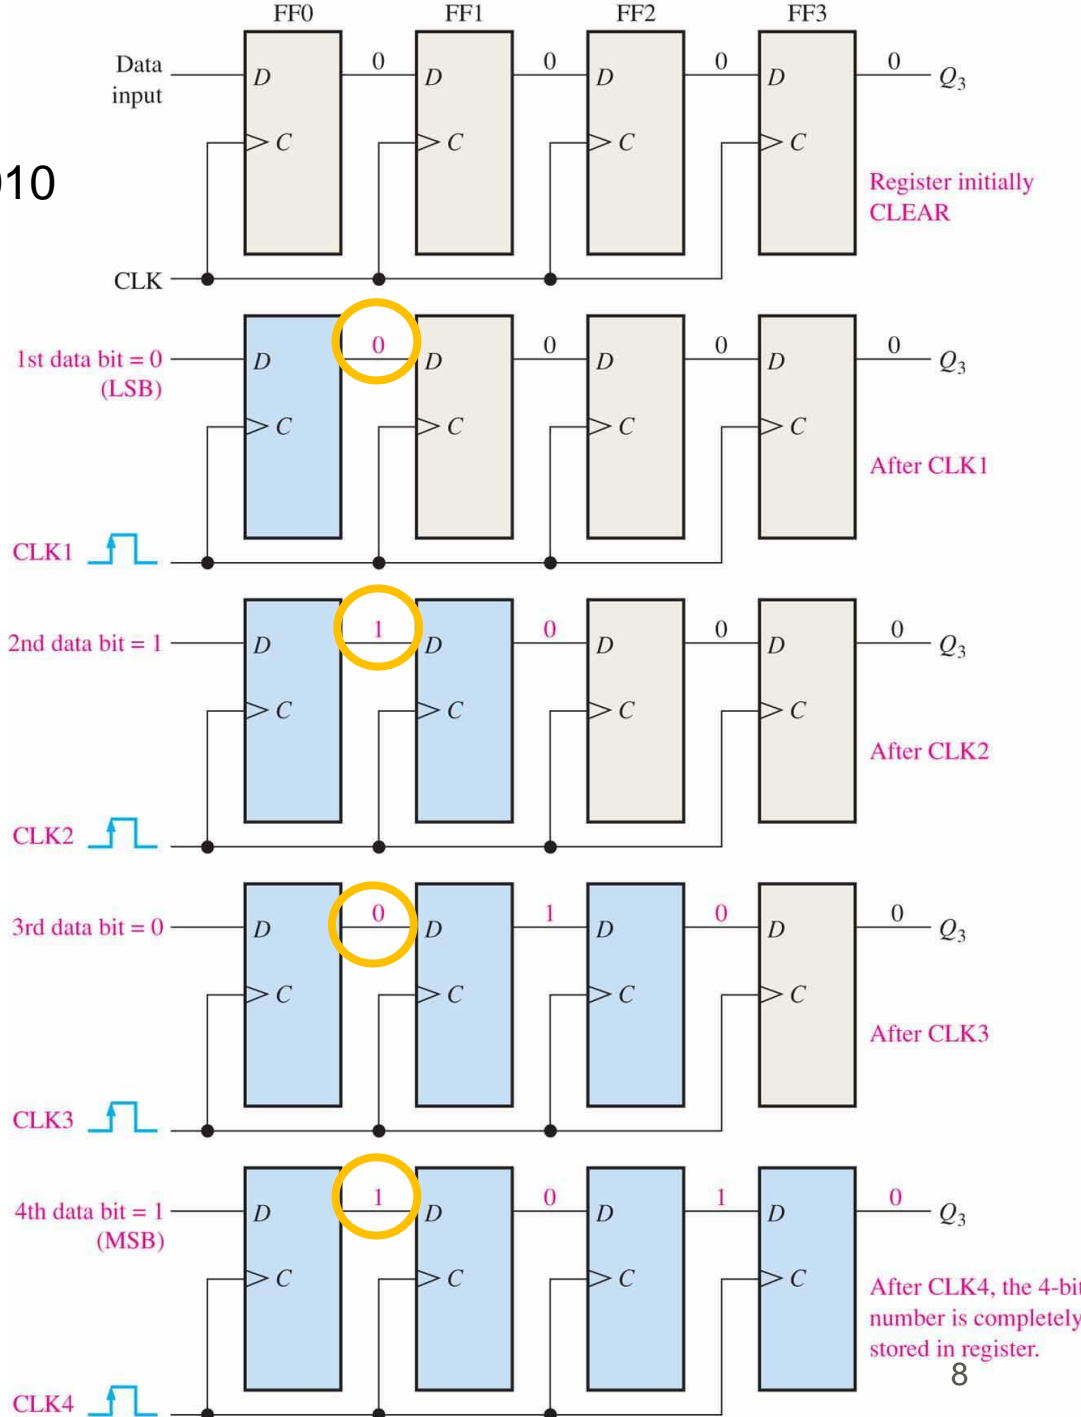 FF0 FF1 FF2 FF3
Data
input
D 0 D 0 D 0 D 0 Q3
C C C C
10
Register initially
CLEAR
CLK
1st data bit = 0
(LSB)
D 0 D 0 D 0 D 0 Q3
C C C C
After CLK1
CLK1
2nd data bit = 1
D 1 D 0 D 0 D 0 Q3
C C C C
After CLK2
CLK2
3rd data bit = 0
D 0 D 1 D 0 D 0 Q3
C C C C
After CLK3
CLK3
4th data bit = 1
(MSB)
D 1 D 0 D 1 D 0 Q3
C C C C
After CLK4, the 4-bit
number is completely
stored in register.
8
CLK4